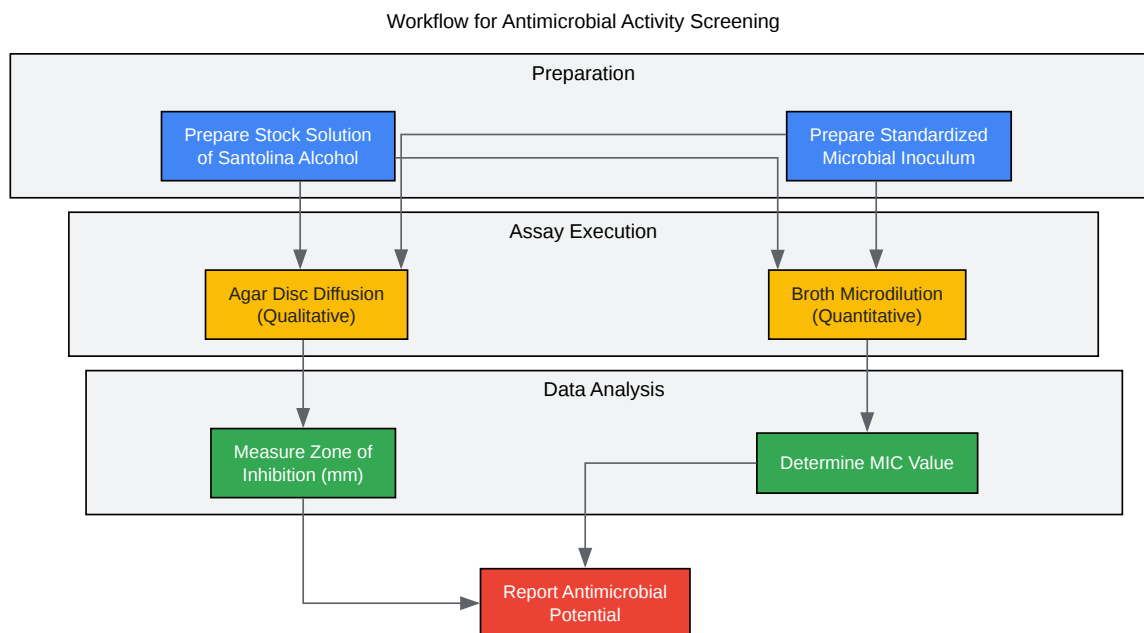 Workflow for Antimicrobial Activity Screening
Preparation
Prepare Stock Solution
of Santolina Alcohol
Prepare Standardized
Microbial Inoculum
Assay Execution
Agar Disc Diffusion
(Qualitative)
Broth Microdilution
(Quantitative)
Data Analysis
Measure Zone of
Inhibition (mm)
Determine MIC Value
Report Antimicrobial
Potential